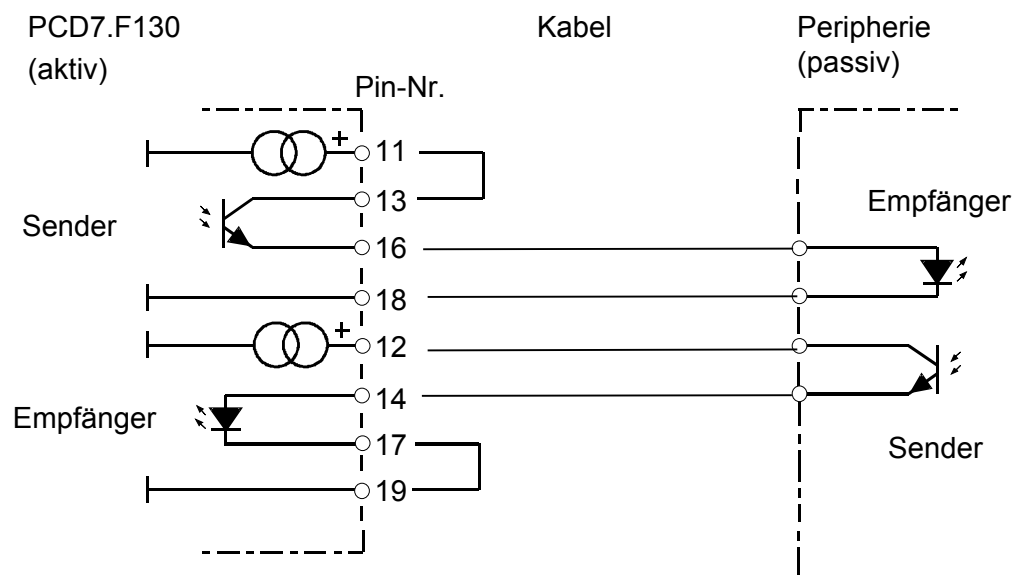 PCD7.F130
(aktiv)
Kabel
Peripherie
(passiv)
Pin-Nr.
+
11
13
Sender
16
18
+
12
14
Empfänger
17
19
Empfänger
Sender